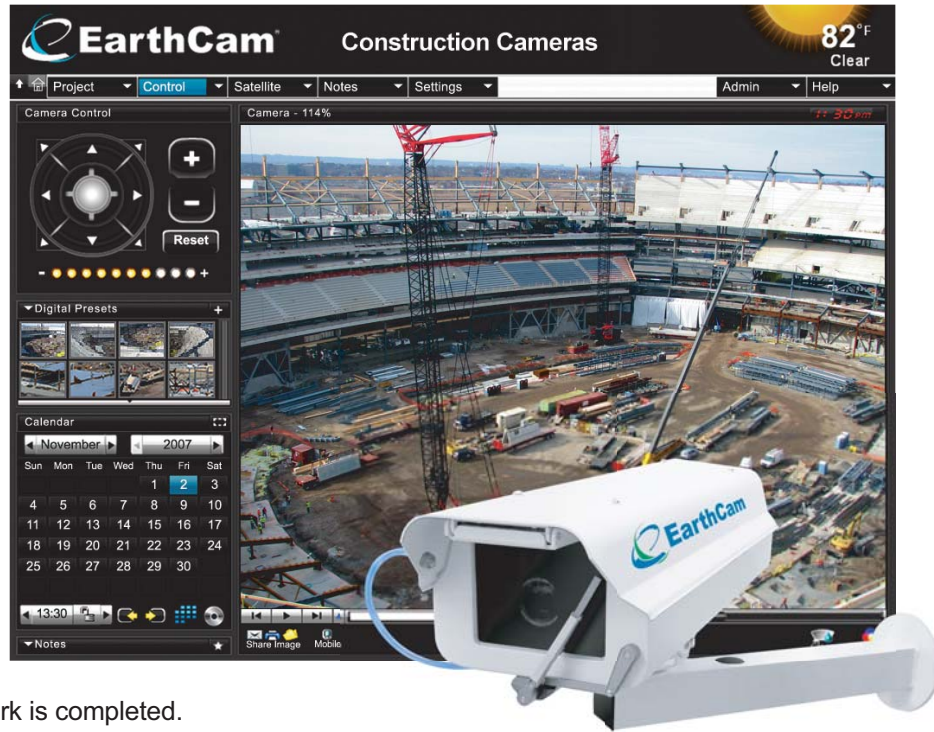 EarthCam
Construction Cameras
82°F
Clear
Project
Control
Satellite
Notes
Settings
Admin
Help
Camera Control
Camera - 114%
+
-
Reset
- +
Digital Presets +
Calendar
November
2007
Sun Mon Tue Wed Thu Fri Sat
1 2 3
4 5 6 7 8 9 10
11 12 13 14 15 16 17
18 19 20 21 22 23 24
25 26 27 28 29 30
13:30
Notes
Share Image
Mobile
EarthCam
rk is completed.